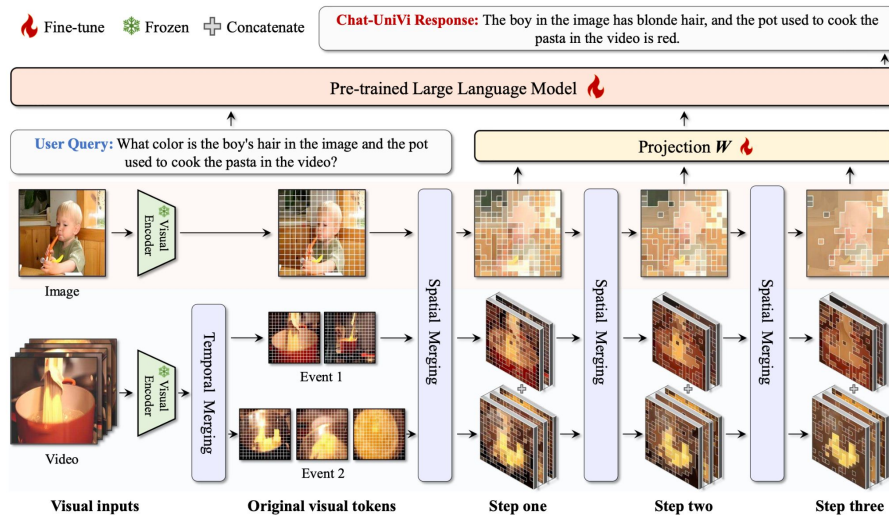 Fine-tune
Frozen
Concatenate
Chat-UniVi Response: The boy in the image has blonde hair, and the pot used to cook the
pasta in the video is red.
Pre-trained Large Language Model
User Query: What color is the boy's hair in the image and the pot
used to cook the pasta in the video?
Projection W
Visual
Encoder
Image
Spatial Merging
Spatial Merging
Spatial Merging
Visual
Encoder
Temporal Merging
Event 1
Event 2
Video
Visual inputs
Original visual tokens
Step one
Step two
Step three